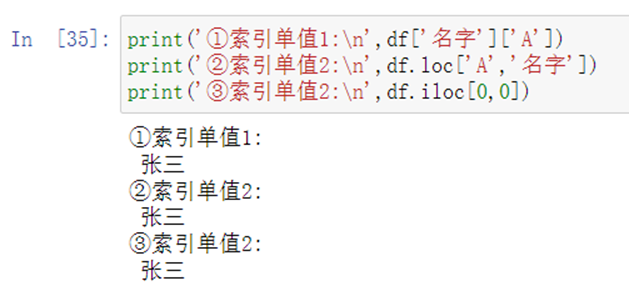 In [35]: print('①索引单值1:\n',df['名字']['A'])
print('②索引单值2:\n',df.loc['A','名字'])
print('③索引单值2:\n',df.iloc[0,0])
①索引单值1:
张三
②索引单值2:
张三
③索引单值2:
张三